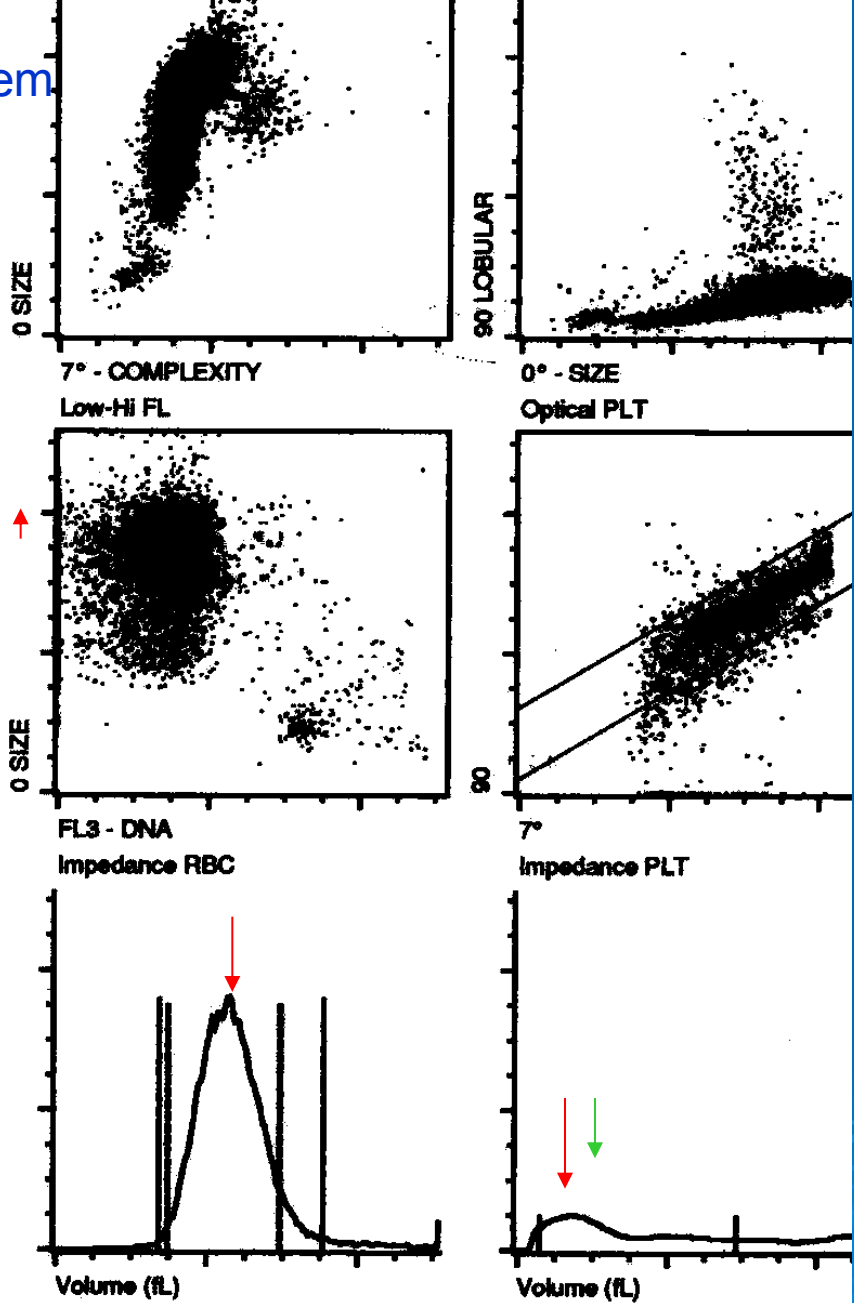 em
0 SIZE
90 LOBULAR
7° - COMPLEXITY
0° - SIZE
Low-Hi FL
Optical PLT
0 SIZE
90
FL3 - DNA
7°
Impedance RBC
Impedance PLT
Volume (fL)
Volume (fL)